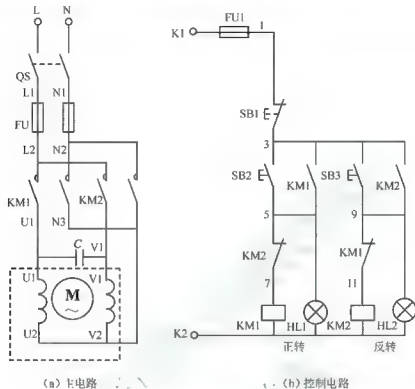 L N
QS
L1 N1
FU
L2 N2
KM1 KM2
U1 N3
C V1
U1 V1
M
U2 V2
(a) 主电路
K1 FU1 1
SB1
3
SB2 KM1 SB3 KM2
5 9
KM2 KM1
7 11
KM1 HL1 KM2 HL2
K2
正转 反转
(b) 控制电路